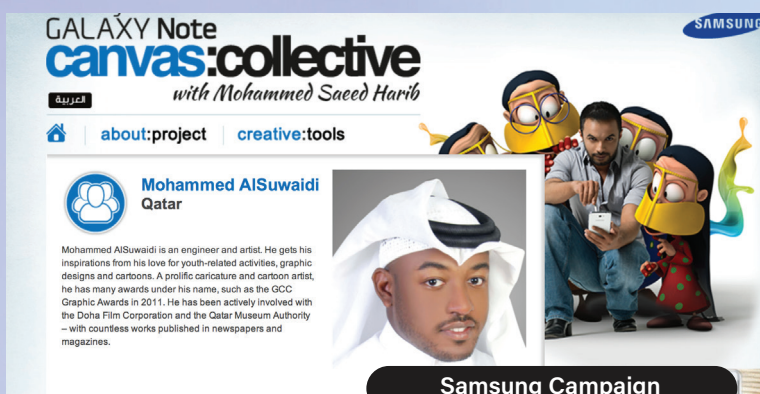 GALAXY Note
SAMSUNG
canvas:collective
with Mohammed Saeed Harib
العربية
about:project
creative:tools
Mohammed AlSuwaidi
Qatar
Mohammed AlSuwaidi is an engineer and artist. He gets his
inspirations from his love for youth-related activities, graphic
designs and cartoons. A prolific caricature and cartoon artist,
he has many awards under his name, such as the GCC
Graphic Awards in 2011. He has been actively involved with
the Doha Film Corporation and the Qatar Museum Authority
– with countless works published in newspapers and
magazines.
Samsung Campaign